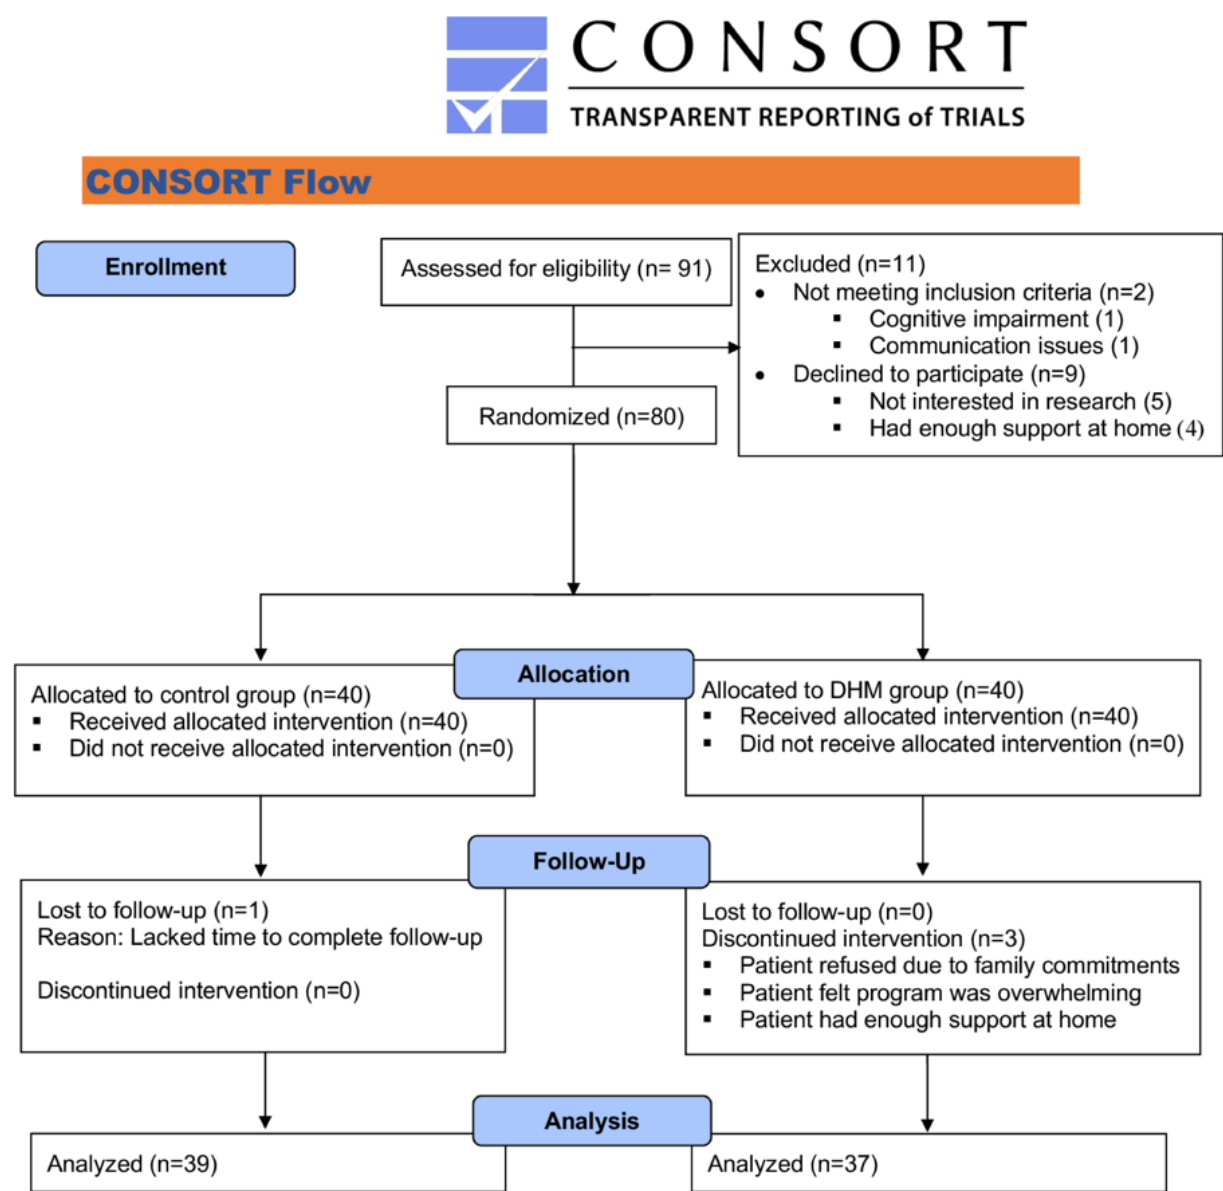 CONSORT
TRANSPARENT REPORTING of TRIALS
CONSORT Flow
Enrollment
Assessed for eligibility (n= 91)
Excluded (n=11)
• Not meeting inclusion criteria (n=2)
▪ Cognitive impairment (1)
▪ Communication issues (1)
• Declined to participate (n=9)
▪ Not interested in research (5)
▪ Had enough support at home (4)
Randomized (n=80)
Allocation
Allocated to control group (n=40)
▪ Received allocated intervention (n=40)
▪ Did not receive allocated intervention (n=0)
Allocated to DHM group (n=40)
▪ Received allocated intervention (n=40)
▪ Did not receive allocated intervention (n=0)
Follow-Up
Lost to follow-up (n=1)
Reason: Lacked time to complete follow-up
Discontinued intervention (n=0)
Lost to follow-up (n=0)
Discontinued intervention (n=3)
▪ Patient refused due to family commitments
▪ Patient felt program was overwhelming
▪ Patient had enough support at home
Analysis
Analyzed (n=39)
Analyzed (n=37)